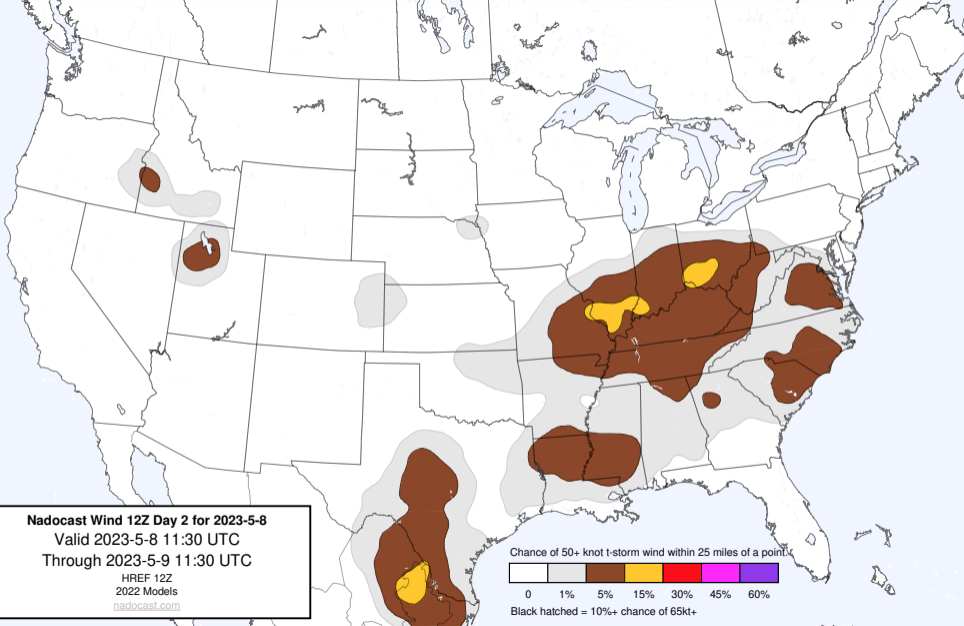 Nadocast Wind 12Z Day 2 for 2023-5-8
Valid 2023-5-8 11:30 UTC
Through 2023-5-9 11:30 UTC
HREF 12Z
2022 Models
nadocast.com
Chance of 50+ knot t-storm wind within 25 miles of a point.
0 1% 5% 15% 30% 45% 60%
Black hatched = 10%+ chance of 65kt+